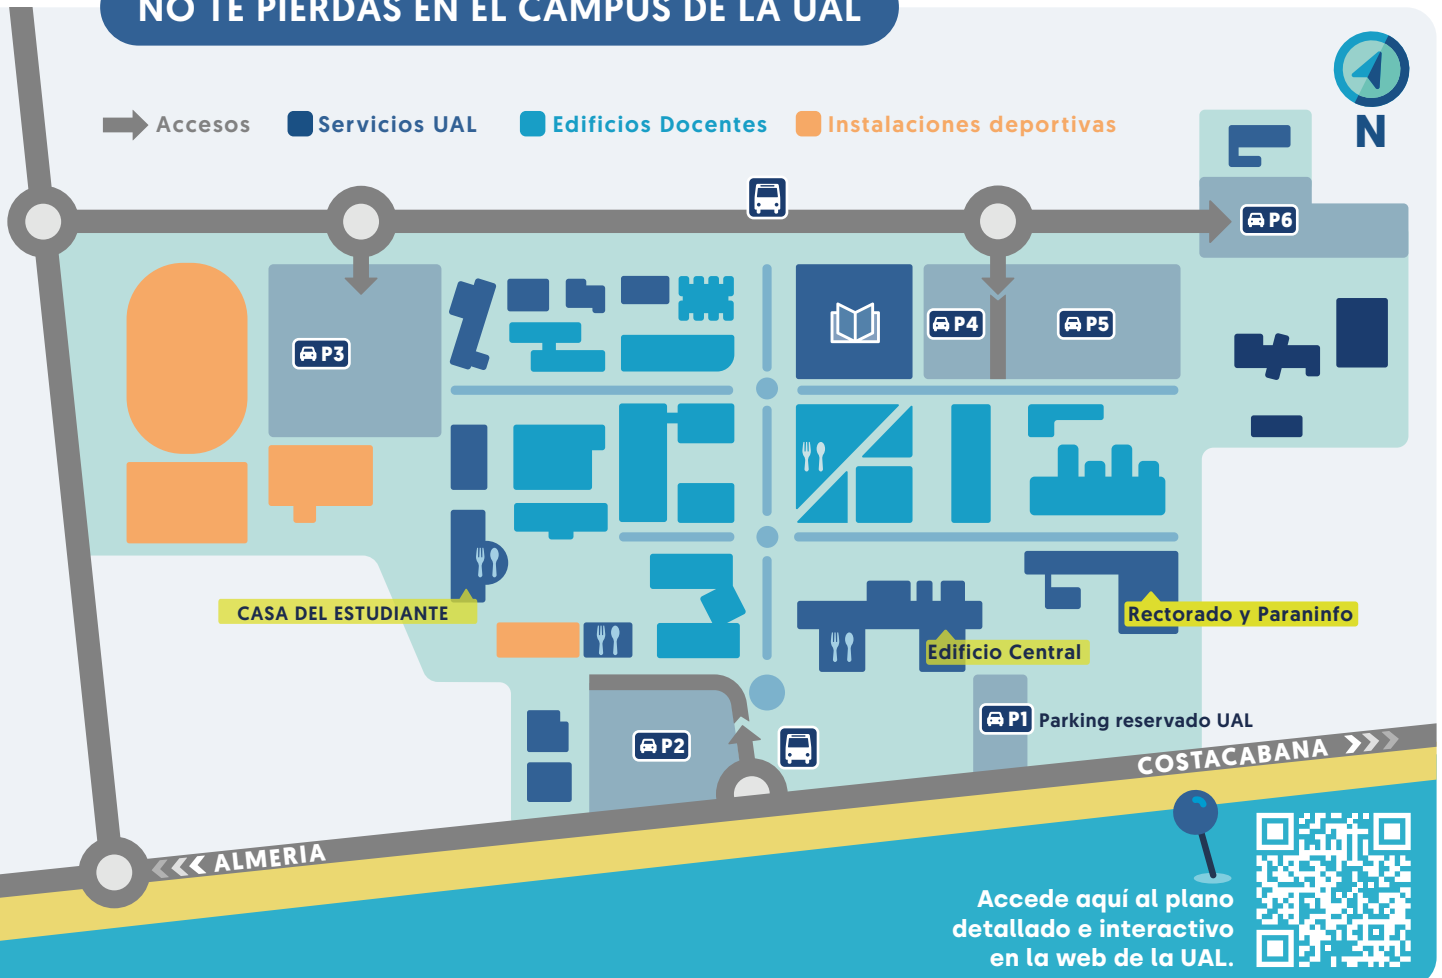 NO TE PIERDAS EN EL CAMPUS DE LA UAL
Accesos
Servicios UAL
Edificios Docentes
Instalaciones deportivas
N
P6
P4
P5
P3
CASA DEL ESTUDIANTE
Rectorado y Paraninfo
Edificio Central
P1
Parking reservado UAL
P2
COSTACABANA
ALMERIA
Accede aquí al plano
detallado e interactivo
en la web de la UAL.